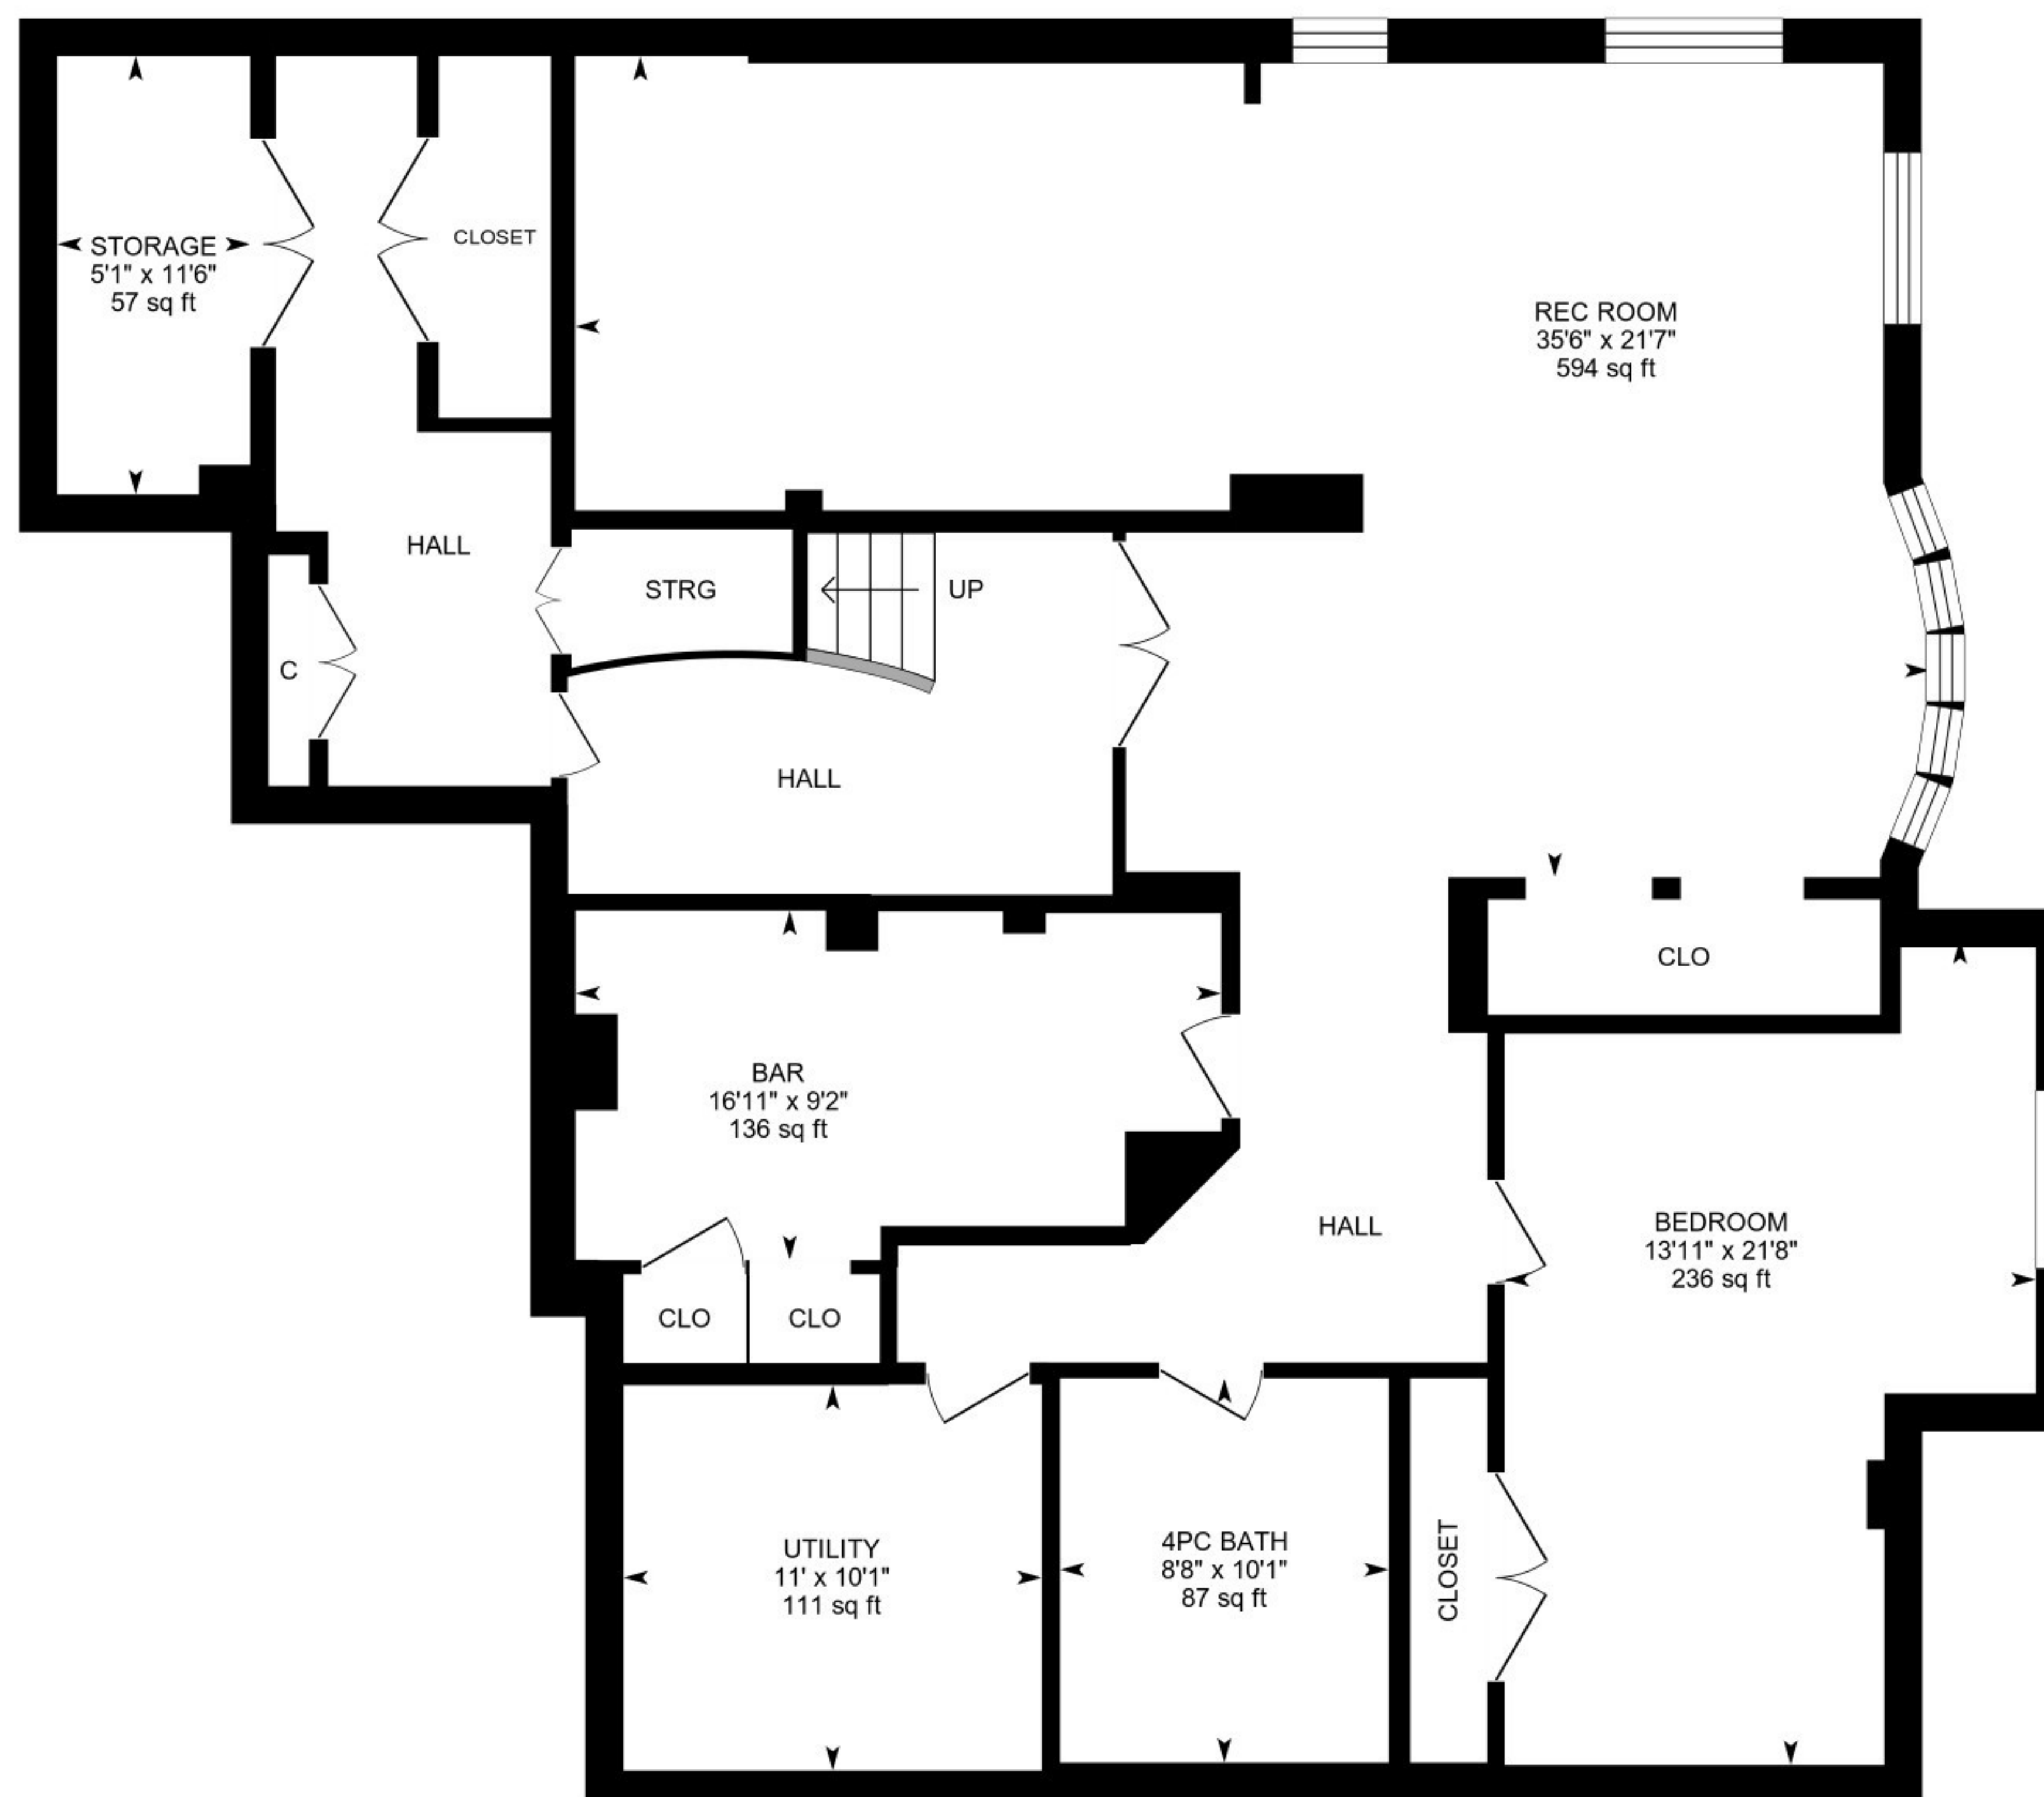 STORAGE
5'1" x 11'6"
57 sq ft
CLOSET
REC ROOM
35'6" x 21'7"
594 sq ft
HALL
STRG
UP
C
HALL
CLO
BAR
16'11" x 9'2"
136 sq ft
HALL
BEDROOM
13'11" x 21'8"
236 sq ft
CLO
CLO
UTILITY
11' x 10'1"
111 sq ft
4PC BATH
8'8" x 10'1"
87 sq ft
CLOSET